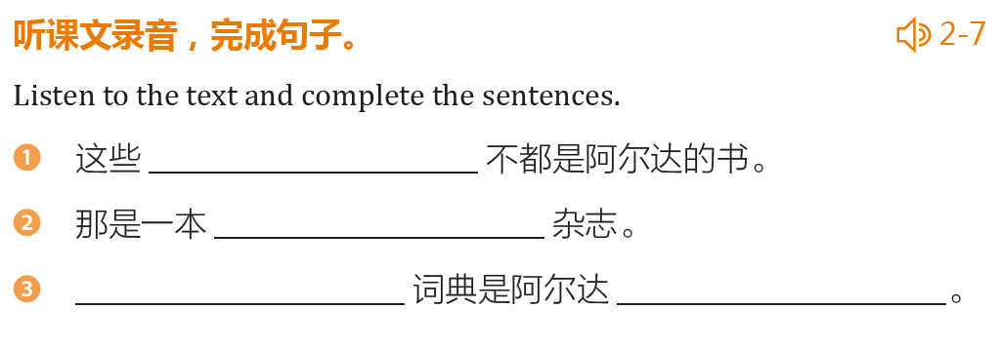 听课文录音，完成句子。 2-7
Listen to the text and complete the sentences.
1 这些 ____________ 不都是阿尔达的书。
2 那是一本 ____________ 杂志。
3 ____________ 词典是阿尔达 ____________。